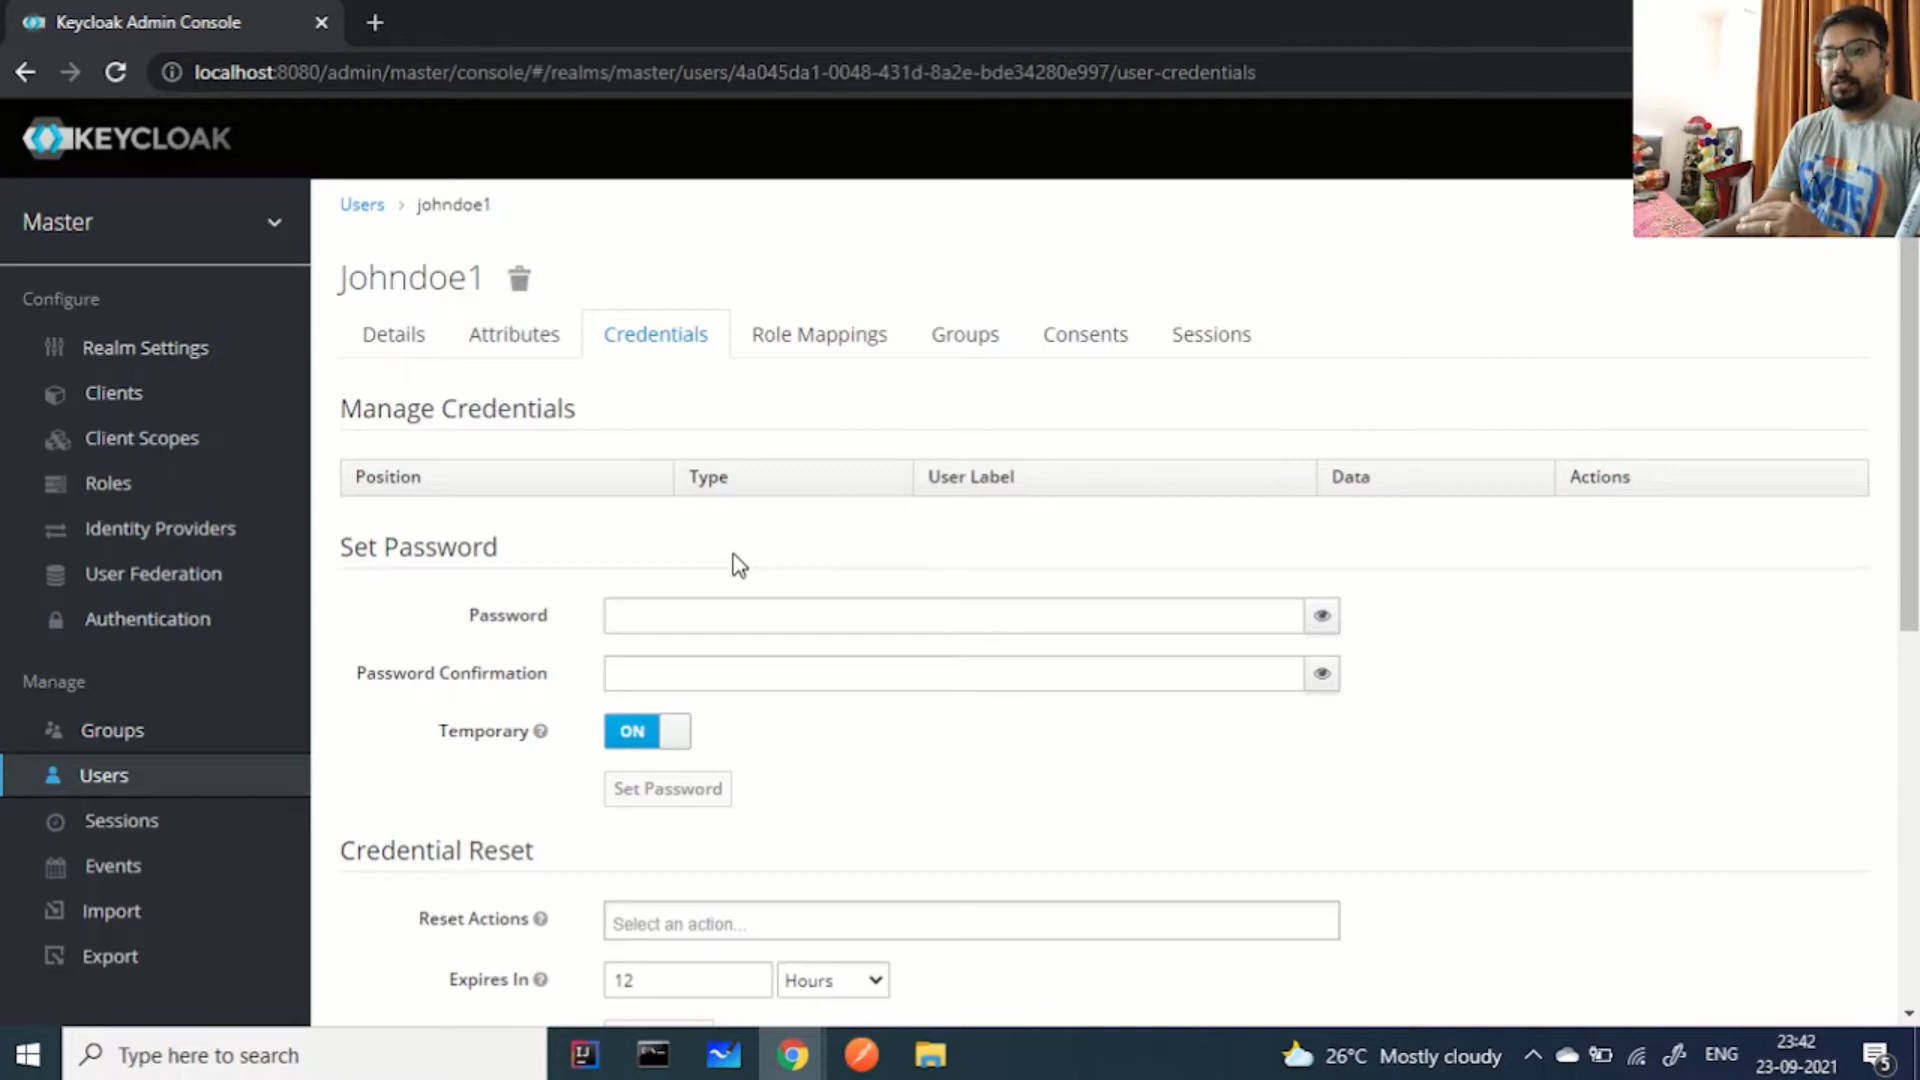 Keycloak Admin Console
localhost:8080/admin/master/console/#/realms/master/users/4a045da1-0048-431d-8a2e-bde34280e997/user-credentials
KEYCLOAK
Master
Configure
Realm Settings
Clients
Client Scopes
Roles
Identity Providers
User Federation
Authentication
Manage
Groups
Users
Sessions
Events
Import
Export
Users > johndoe1
Johndoe1
Details Attributes Credentials Role Mappings Groups Consents Sessions
Manage Credentials
Position Type User Label Data Actions
Set Password
Password
Password Confirmation
Temporary ON
Set Password
Credential Reset
Reset Actions Select an action...
Expires In 12 Hours
Type here to search
26°C Mostly cloudy ENG 23:42
23-09-2021 5